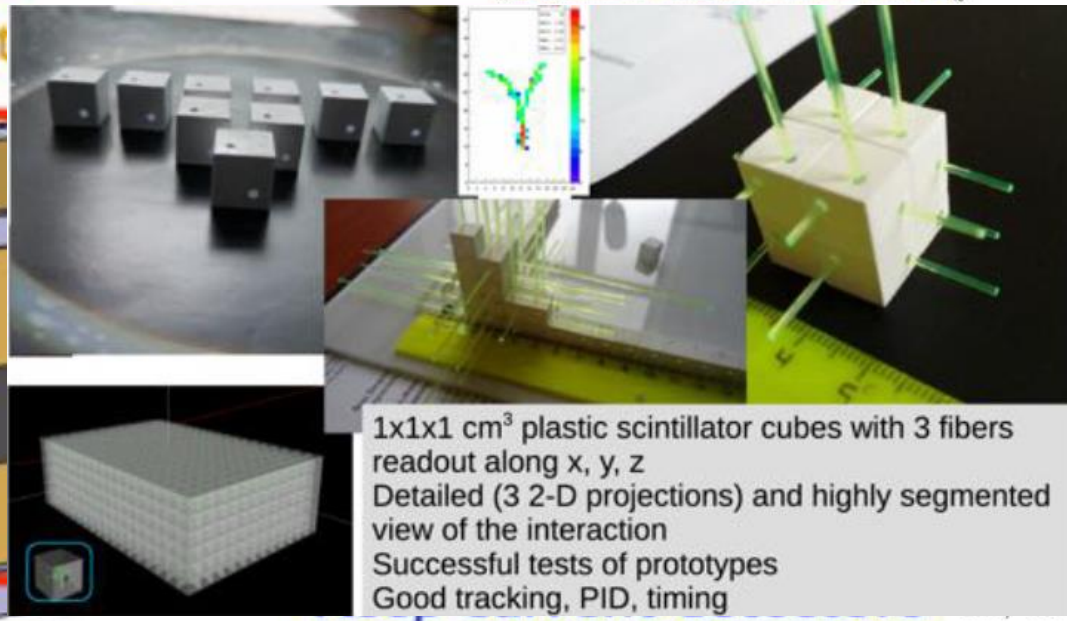 1x1x1 cm³ plastic scintillator cubes with 3 fibers
readout along x, y, z
Detailed (3 2-D projections) and highly segmented
view of the interaction
Successful tests of prototypes
Good tracking, PID, timing